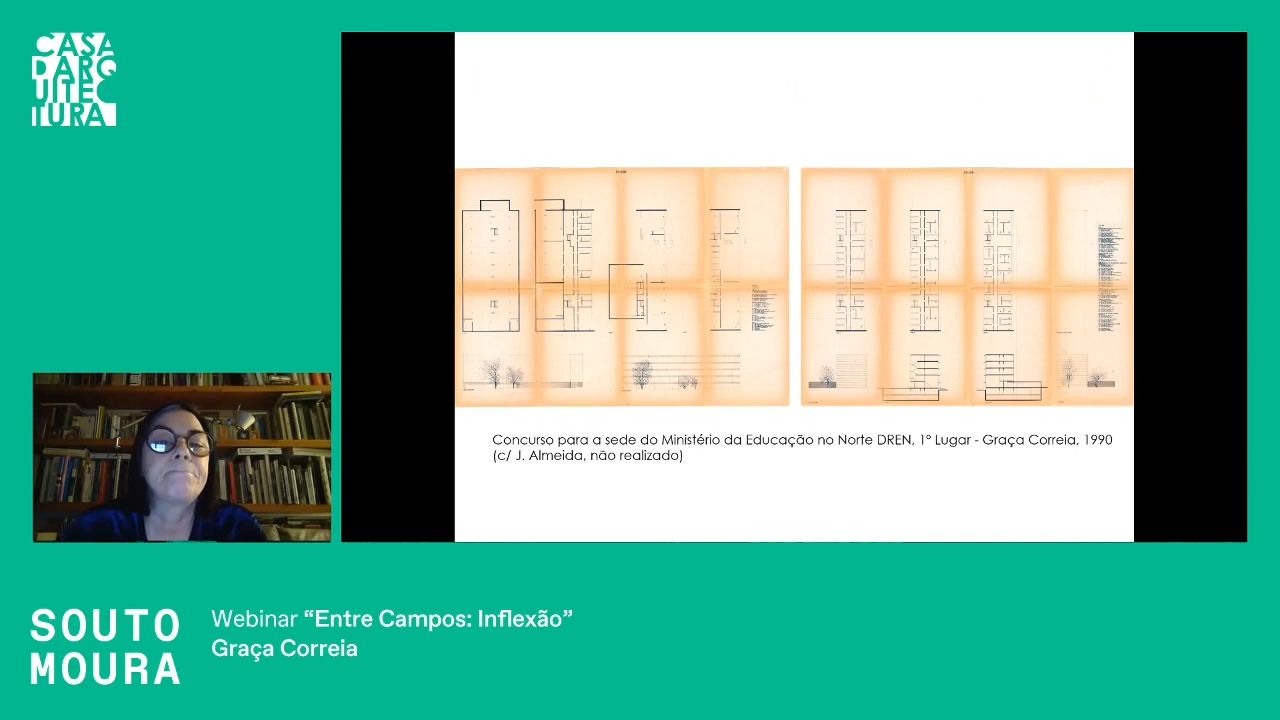 CASA
DARQ
UITEC
TURA
Concurso para a sede do Ministério da Educação no Norte DREN, 1º Lugar - Graça Correia, 1990
(c/ J. Almeida, não realizado)
SOUTO
MOURA
Webinar “Entre Campos: Inflexão”
Graça Correia